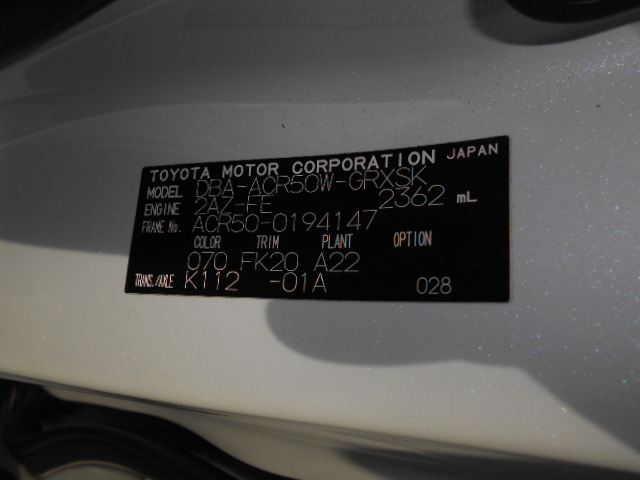 TOYOTA MOTOR CORPORATION JAPAN
MODEL DBA-ACR50W-GRXSK
ENGINE 2AZ-FE 2362 mL
FRAME No. ACR50-0194147
COLOR TRIM PLANT OPTION
070 FK20 A22
TRANS./AXLE K112 -01A 028